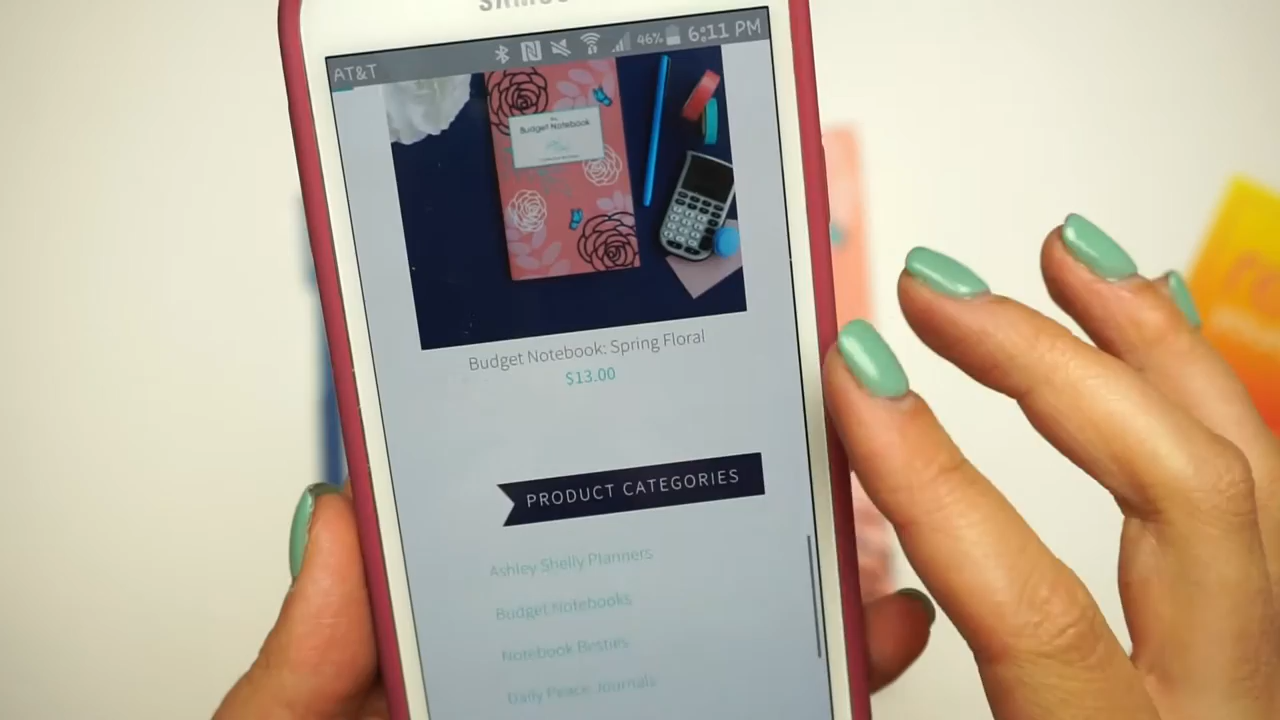 SAMSU
AT&T 46% 6:11 PM
Budget Notebook
Budget Notebook: Spring Floral
$13.00
PRODUCT CATEGORIES
Ashley Shelly Planners
Budget Notebooks
Notebook Besties
Daily Peace Journals